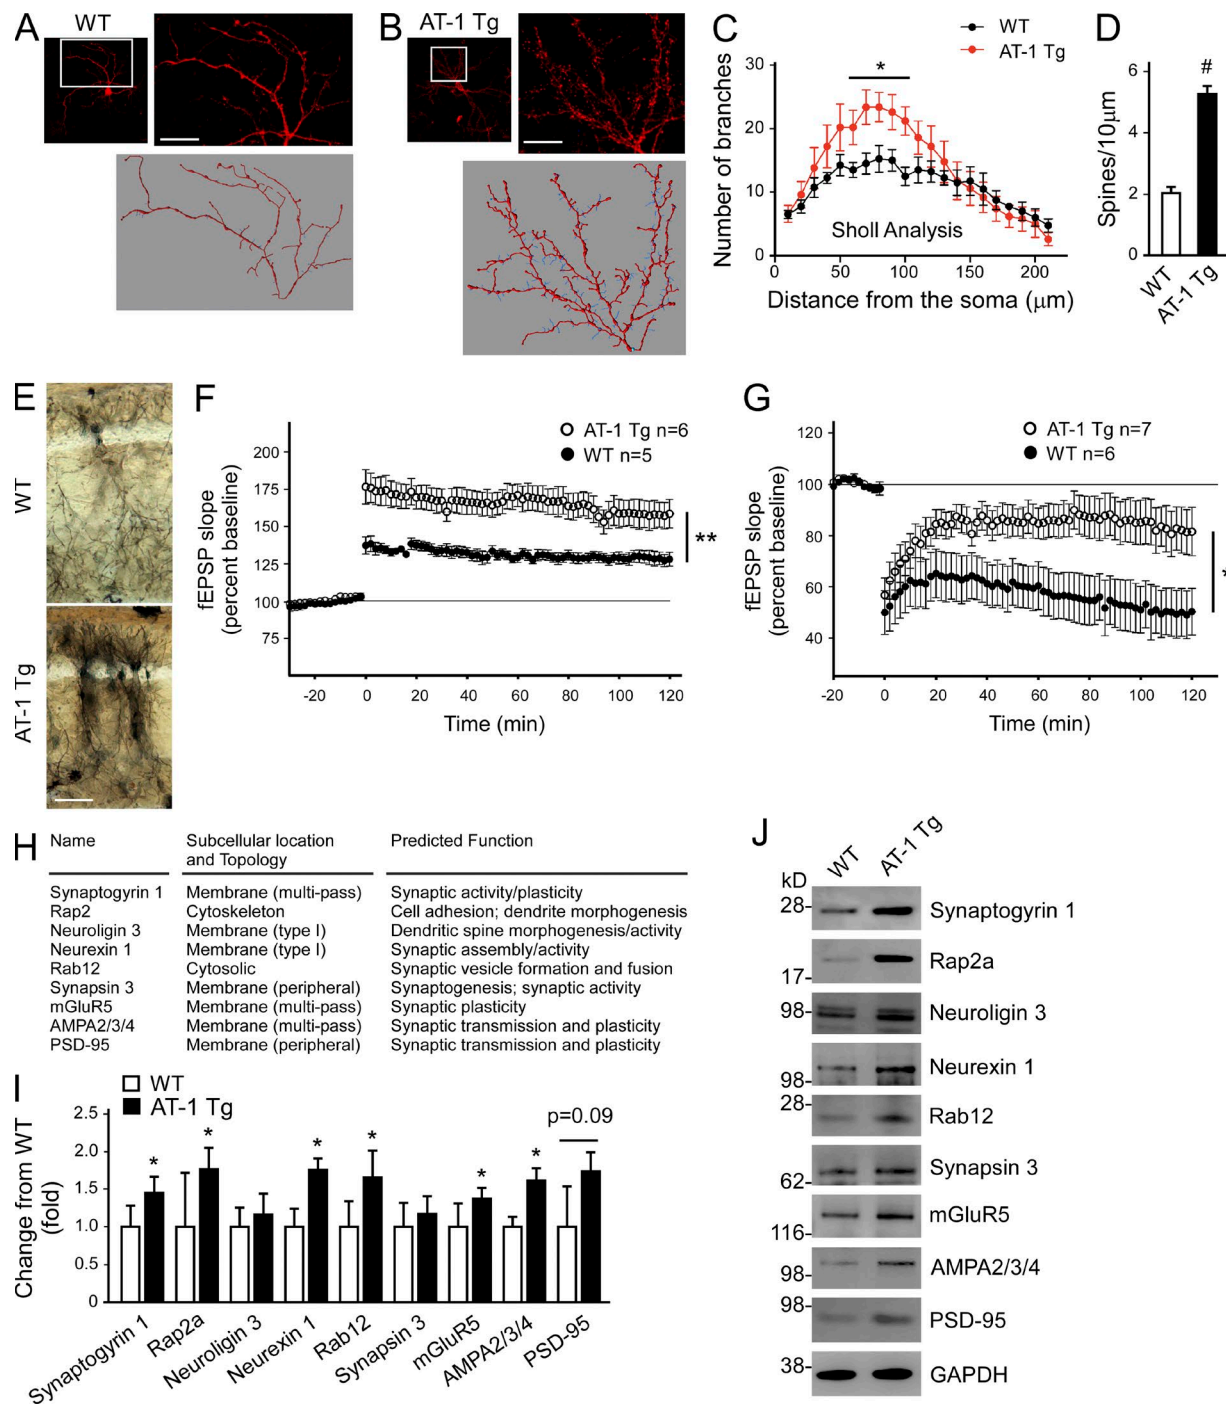 A
WT
B
AT-1 Tg
C
WT
AT-1 Tg
Number of branches
30
20
10
0
*
Sholl Analysis
0
50
100
150
200
Distance from the soma (μm)
D
Spines/10μm
6
4
2
0
#
WT
AT-1 Tg
E
WT
AT-1 Tg
F
AT-1 Tg n=6
WT n=5
fEPSP slope
(percent baseline)
200
175
150
125
100
75
**
-20
0
20
40
60
80
100
120
Time (min)
G
AT-1 Tg n=7
WT n=6
fEPSP slope
(percent baseline)
120
100
80
60
40
*
-20
0
20
40
60
80
100
120
Time (min)
H
Name
Subcellular location
and Topology
Predicted Function
Synaptogyrin 1 Membrane (multi-pass) Synaptic activity/plasticity
Rap2 Cytoskeleton Cell adhesion; dendrite morphogenesis
Neuroligin 3 Membrane (type I) Dendritic spine morphogenesis/activity
Neurexin 1 Membrane (type I) Synaptic assembly/activity
Rab12 Cytosolic Synaptic vesicle formation and fusion
Synapsin 3 Membrane (peripheral) Synaptogenesis; synaptic activity
mGluR5 Membrane (multi-pass) Synaptic plasticity
AMPA2/3/4 Membrane (multi-pass) Synaptic transmission and plasticity
PSD-95 Membrane (peripheral) Synaptic transmission and plasticity
I
WT
AT-1 Tg
Change from WT
(fold)
2.5
2.0
1.5
1.0
0.5
0
* * * * * *
p=0.09
Synaptogyrin 1
Rap2a
Neuroligin 3
Neurexin 1
Rab12
Synapsin 3
mGluR5
AMPA2/3/4
PSD-95
J
WT
AT-1 Tg
kD
28 Synaptogyrin 1
17 Rap2a
98 Neuroligin 3
98 Neurexin 1
28 Rab12
62 Synapsin 3
116 mGluR5
98 AMPA2/3/4
98 PSD-95
38 GAPDH